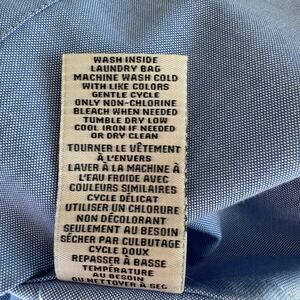 WASH INSIDE
LAUNDRY BAG
MACHINE WASH COLD
WITH LIKE COLORS
GENTLE CYCLE
ONLY NON-CHLORINE
BLEACH WHEN NEEDED
TUMBLE DRY LOW
COOL IRON IF NEEDED
OR DRY CLEAN
TOURNER LE VÊTEMENT
À L'ENVERS
LAVER À LA MACHINE À
L'EAU FROIDE AVEC
COULEURS SIMILAIRES
CYCLE DÉLICAT
UTILISER UN CHLORURE
NON DÉCOLORANT
SEULEMENT AU BESOIN
SÉCHER PAR CULBUTAGE
CYCLE DOUX
REPASSER À BASSE
TEMPÉRATURE
AU BESOIN
OU NETTOYER À SEC